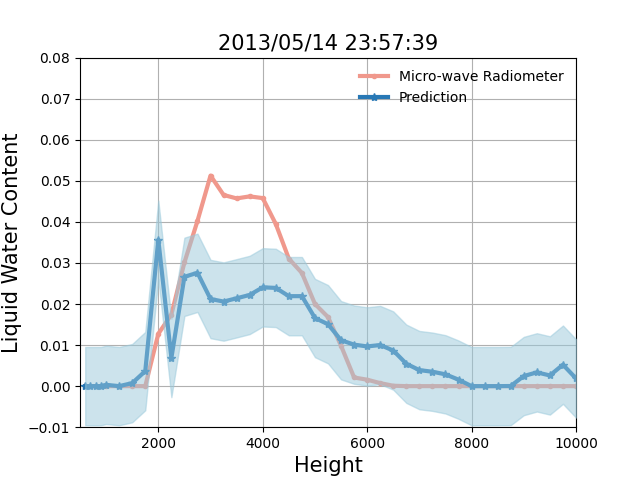 2013/05/14 23:57:39
Micro-wave Radiometer
Prediction
Liquid Water Content
0.08
0.07
0.06
0.05
0.04
0.03
0.02
0.01
0.00
−0.01
2000 4000 6000 8000 10000
Height